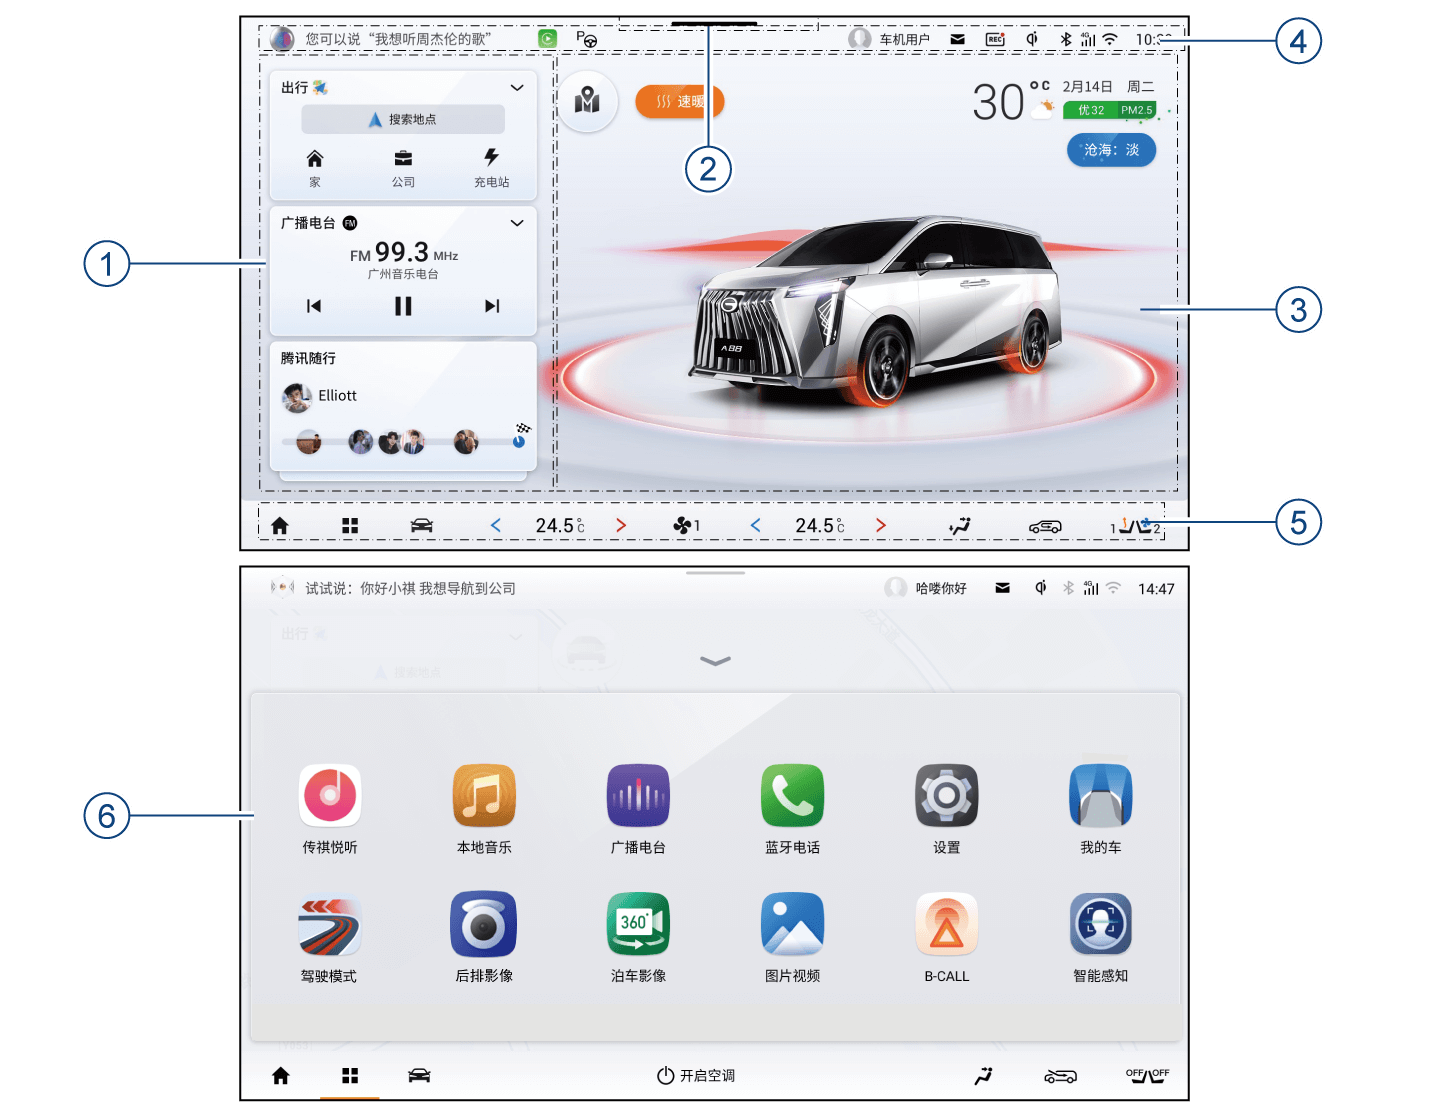 您可以说“我想听周杰伦的歌”
P
车机用户
REC
4G
出行
搜索地点
家
公司
充电站
速暖
30°C
2月14日 周二
优32 PM2.5
沧海：淡
广播电台 FM
FM 99.3 MHz
广州音乐电台
腾讯随行
Elliott
A88
24.5°C
1
24.5°C
1 2
1
2
3
4
5
6
试试说：你好小祺 我想导航到公司
哈喽你好
4G
14:47
出行
搜索地点
传祺悦听
本地音乐
广播电台
蓝牙电话
设置
我的车
360°
驾驶模式
后排影像
泊车影像
图片视频
B-CALL
智能感知
开启空调
OFF OFF